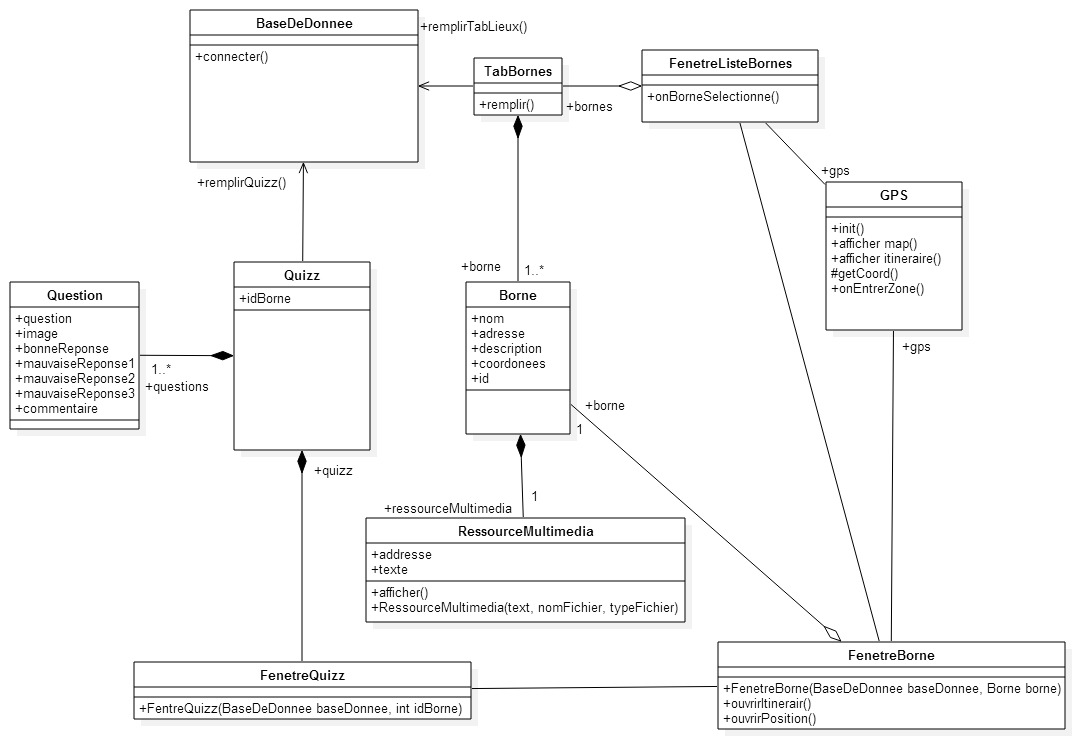 BaseDeDonnee
+connecter()
+remplirTabLieux()
TabBornes
+remplir()
+bornes
FenetreListeBornes
+onBorneSelectionne()
+remplirQuizz()
+gps
GPS
+init()
+afficher map()
+afficher itineraire()
#getCoord()
+onEntrerZone()
+gps
Quizz
+idBorne
+borne
1..*
Question
+question
+image
+bonneReponse
+mauvaiseReponse1
+mauvaiseReponse2
+mauvaiseReponse3
+commentaire
1..*
+questions
Borne
+nom
+adresse
+description
+coordonees
+id
+borne
1
+quizz
1
+ressourceMultimedia
RessourceMultimedia
+addresse
+texte
+afficher()
+RessourceMultimedia(text, nomFichier, typeFichier)
FenetreQuizz
+FentreQuizz(BaseDeDonnee baseDonnee, int idBorne)
FenetreBorne
+FenetreBorne(BaseDeDonnee baseDonnee, Borne borne)
+ouvrirItinerair()
+ouvrirPosition()